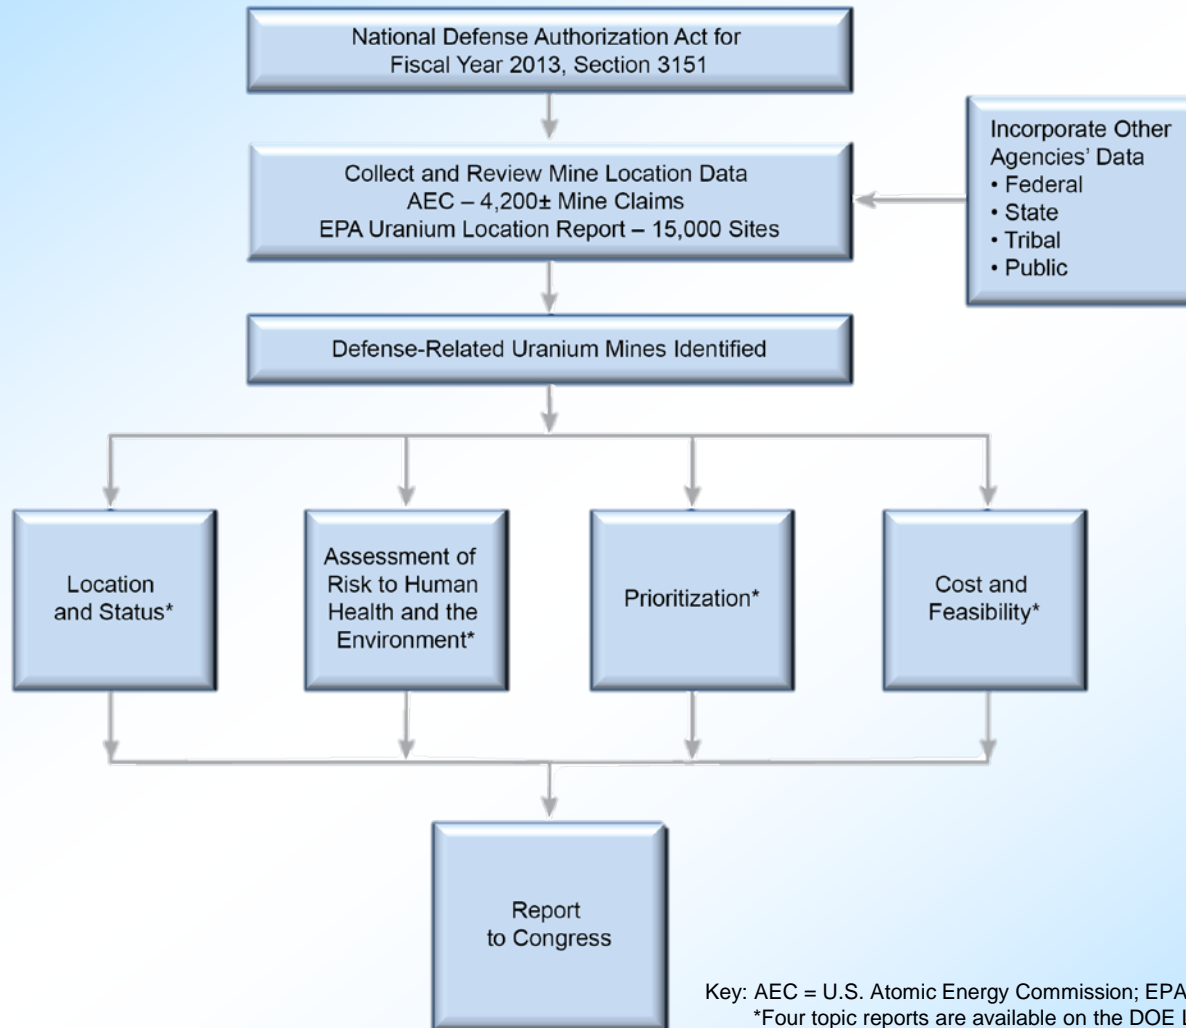 National Defense Authorization Act for
Fiscal Year 2013, Section 3151
Collect and Review Mine Location Data
AEC – 4,200± Mine Claims
EPA Uranium Location Report – 15,000 Sites
Incorporate Other
Agencies’ Data
• Federal
• State
• Tribal
• Public
Defense-Related Uranium Mines Identified
Location
and Status*
Assessment of
Risk to Human
Health and the
Environment*
Prioritization*
Cost and
Feasibility*
Report
to Congress
Key: AEC = U.S. Atomic Energy Commission; EPA
*Four topic reports are available on the DOE